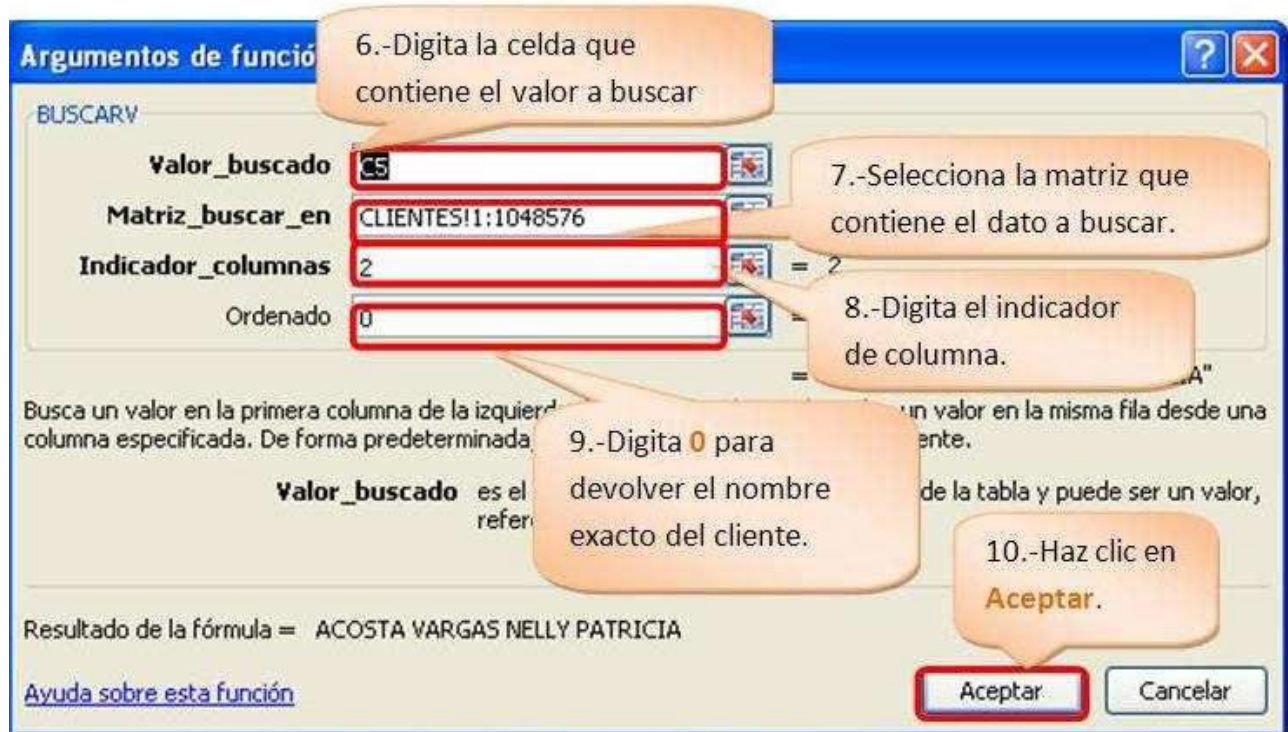 Argumentos de funció
6.-Digita la celda que
contiene el valor a buscar
BUSCARV
Valor_buscado C5
7.-Selecciona la matriz que
contiene el dato a buscar.
Matriz_buscar_en CLIENTES!1:1048576
Indicador_columnas 2 = 2
8.-Digita el indicador
de columna.
Ordenado 0 =
= A"
Busca un valor en la primera columna de la izquierd un valor en la misma fila desde una
columna especificada. De forma predeterminada, ente.
9.-Digita 0 para
devolver el nombre
exacto del cliente.
Valor_buscado es el de la tabla y puede ser un valor,
refer
10.-Haz clic en
Aceptar.
Resultado de la fórmula = ACOSTA VARGAS NELLY PATRICIA
Ayuda sobre esta función
Aceptar
Cancelar